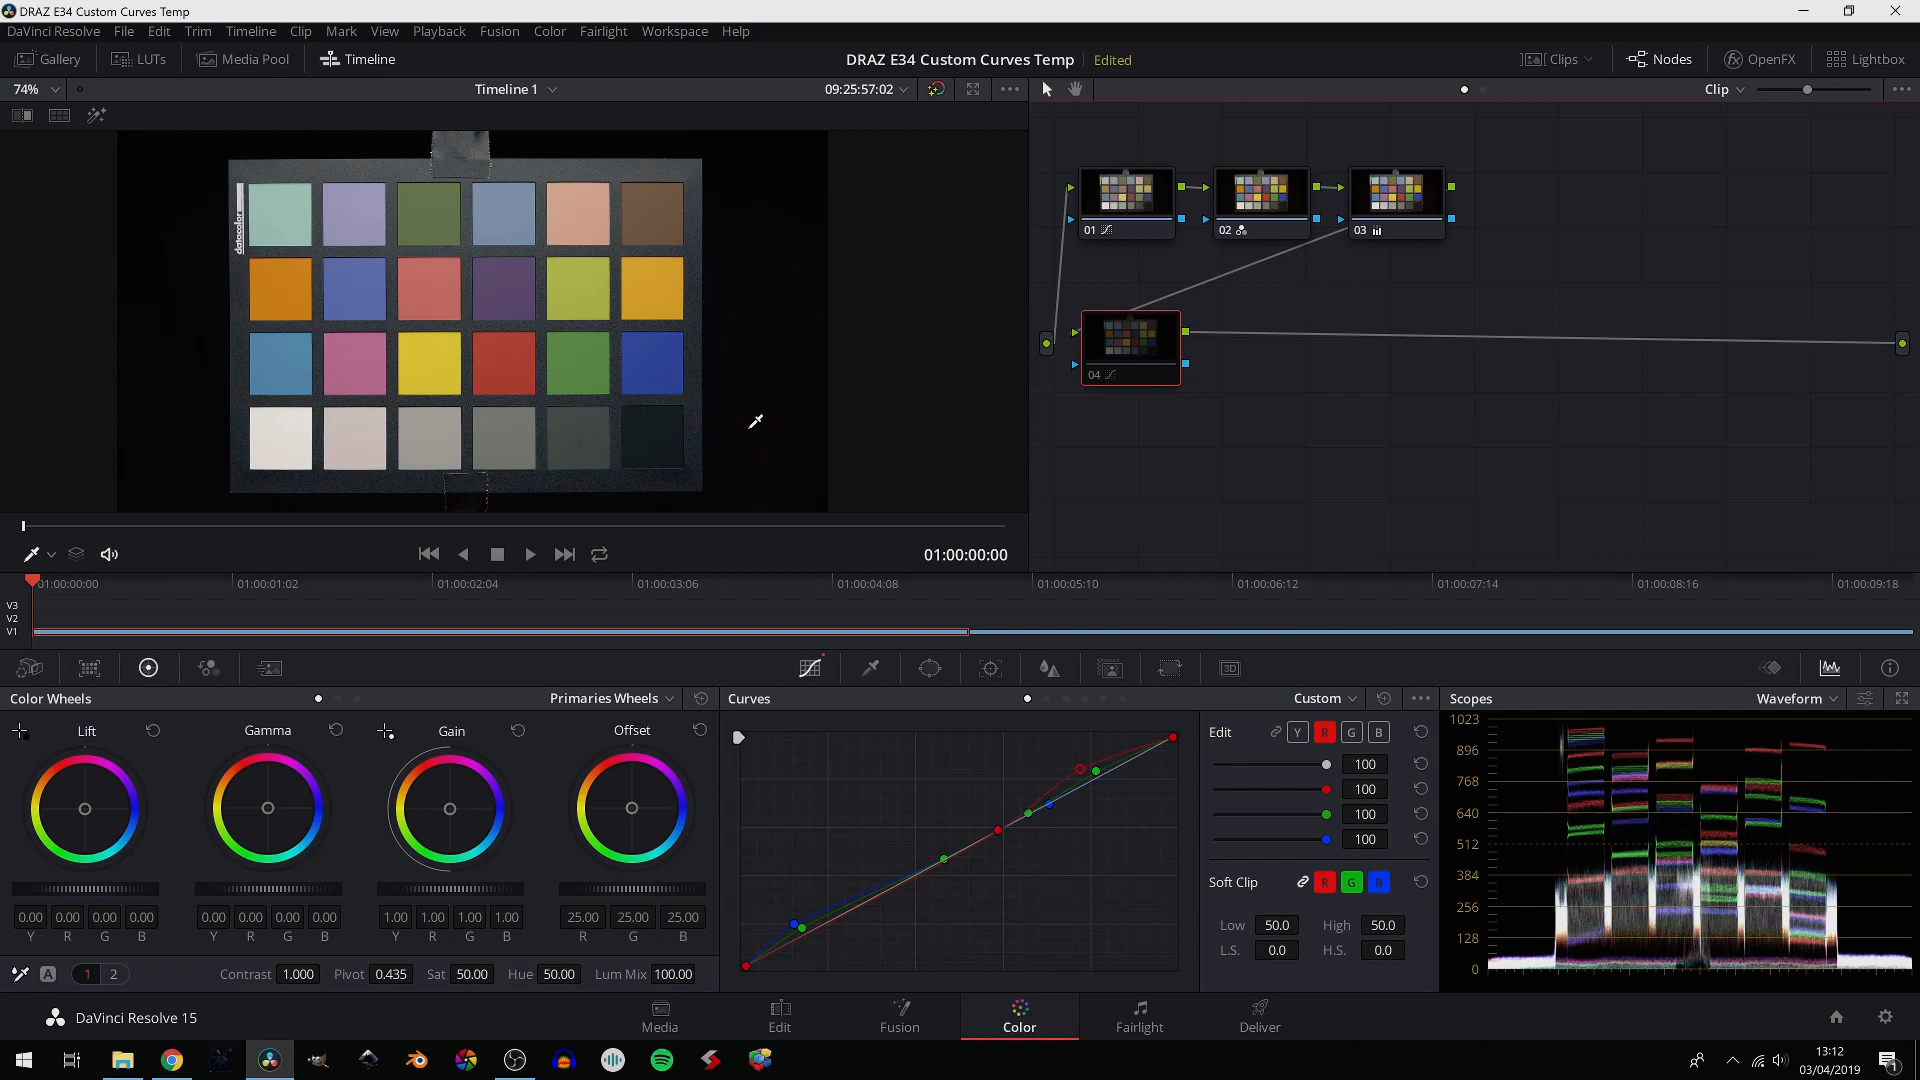 DRAZ E34 Custom Curves Temp
DaVinci Resolve File Edit Trim Timeline Clip Mark View Playback Fusion Color Fairlight Workspace Help
Gallery LUTs Media Pool Timeline DRAZ E34 Custom Curves Temp Edited Clips Nodes OpenFX Lightbox
74% Timeline 1 09:25:57:02 Clip
datacolor
01 02 03
04
01:00:00:00
01:00:00:00 01:00:01:02 01:00:02:04 01:00:03:06 01:00:04:08 01:00:05:10 01:00:06:12 01:00:07:14 01:00:08:16 01:00:09:18
V3
V2
V1
3D
Color Wheels Primaries Wheels Curves Custom Scopes Waveform
Lift Gamma Gain Offset
0.00 0.00 0.00 0.00 0.00 0.00 0.00 0.00 1.00 1.00 1.00 1.00 25.00 25.00 25.00
Y R G B Y R G B Y R G B R G B
A 1 2 Contrast 1.000 Pivot 0.435 Sat 50.00 Hue 50.00 Lum Mix 100.00
Edit Y R G B
100
100
100
100
Soft Clip R G B
Low 50.0 High 50.0
L.S. 0.0 H.S. 0.0
1023
896
768
640
512
384
256
128
0
DaVinci Resolve 15 Media Edit Fusion Color Fairlight Deliver
13:12
03/04/2019
1